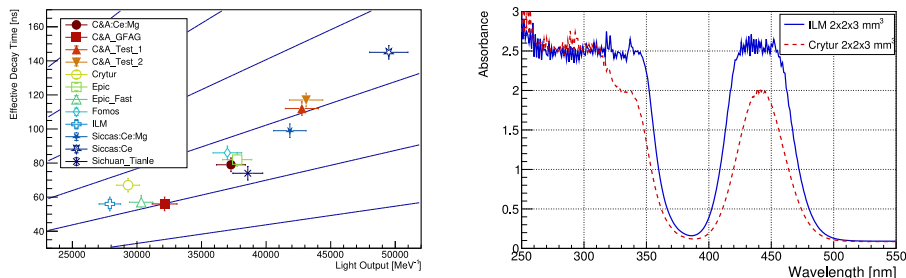 Effective Decay Time [ns]
160
140
120
100
80
60
40
C&A:Ce:Mg
C&A_GFAG
C&A_Test_1
C&A_Test_2
Crytur
Epic
Epic_Fast
Fomos
ILM
Siccas:Ce:Mg
Siccas:Ce
Sichuan_Tianle
25000 30000 35000 40000 45000 50000
Light Output [MeV⁻¹]
Absorbance
3
2.5
2
1.5
1
0.5
0
ILM 2x2x3 mm³
Crytur 2x2x3 mm³
250 300 350 400 450 500 550
Wavelength [nm]